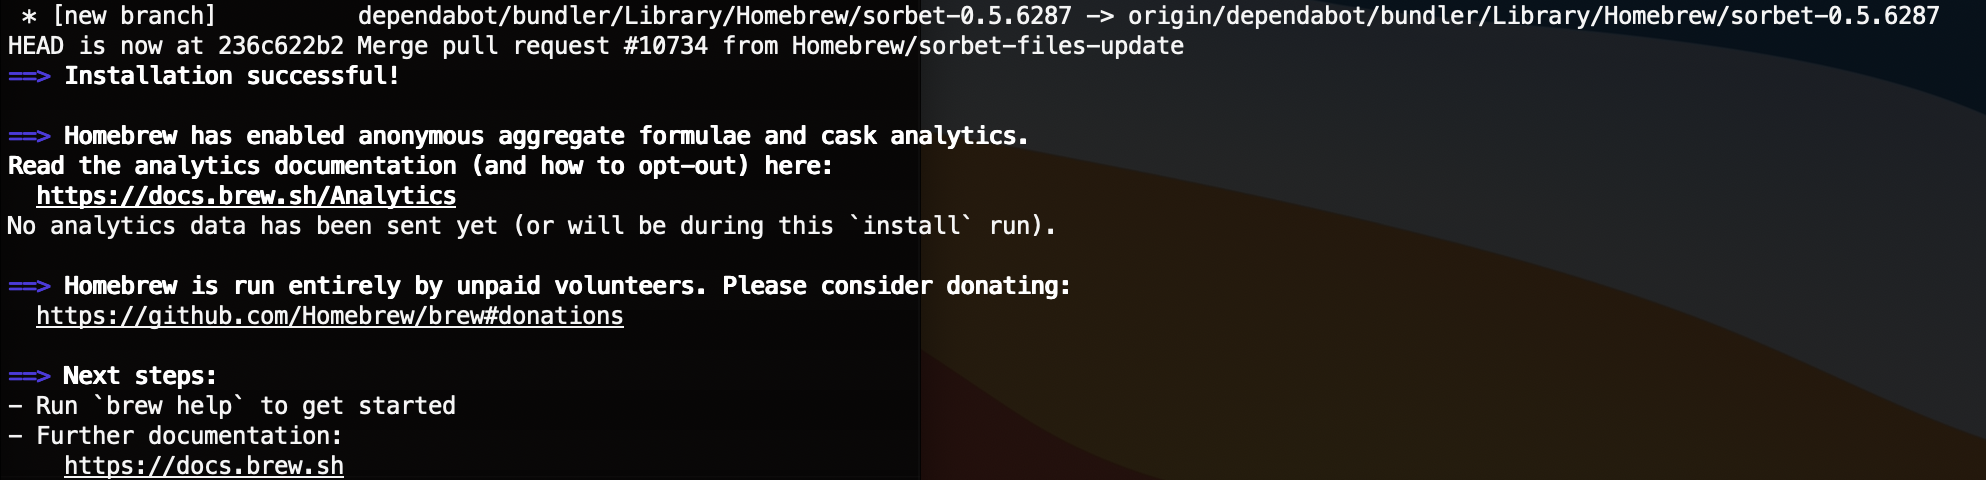 * [new branch] dependabot/bundler/Library/Homebrew/sorbet-0.5.6287 -> origin/dependabot/bundler/Library/Homebrew/sorbet-0.5.6287
HEAD is now at 236c622b2 Merge pull request #10734 from Homebrew/sorbet-files-update
==> Installation successful!
==> Homebrew has enabled anonymous aggregate formulae and cask analytics.
Read the analytics documentation (and how to opt-out) here:
https://docs.brew.sh/Analytics
No analytics data has been sent yet (or will be during this `install` run).
==> Homebrew is run entirely by unpaid volunteers. Please consider donating:
https://github.com/Homebrew/brew#donations
==> Next steps:
- Run `brew help` to get started
- Further documentation:
https://docs.brew.sh